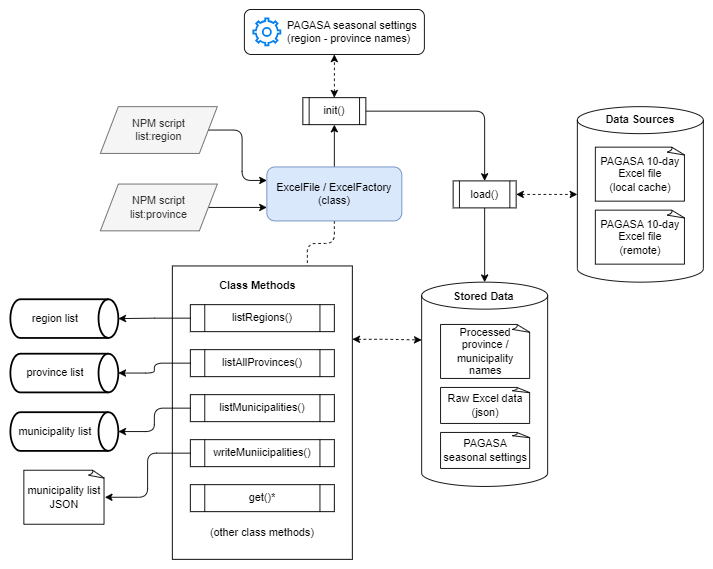 PAGASA seasonal settings
(region - province names)
init()
NPM script
list:region
NPM script
list:province
ExcelFile / ExcelFactory
(class)
load()
Data Sources
PAGASA 10-day
Excel file
(local cache)
PAGASA 10-day
Excel file
(remote)
Class Methods
listRegions()
listAllProvinces()
listMunicipalities()
writeMuniicipalities()
get()*
(other class methods)
region list
province list
municipality list
municipality list
JSON
Stored Data
Processed
province /
municipality
names
Raw Excel data
(json)
PAGASA
seasonal settings